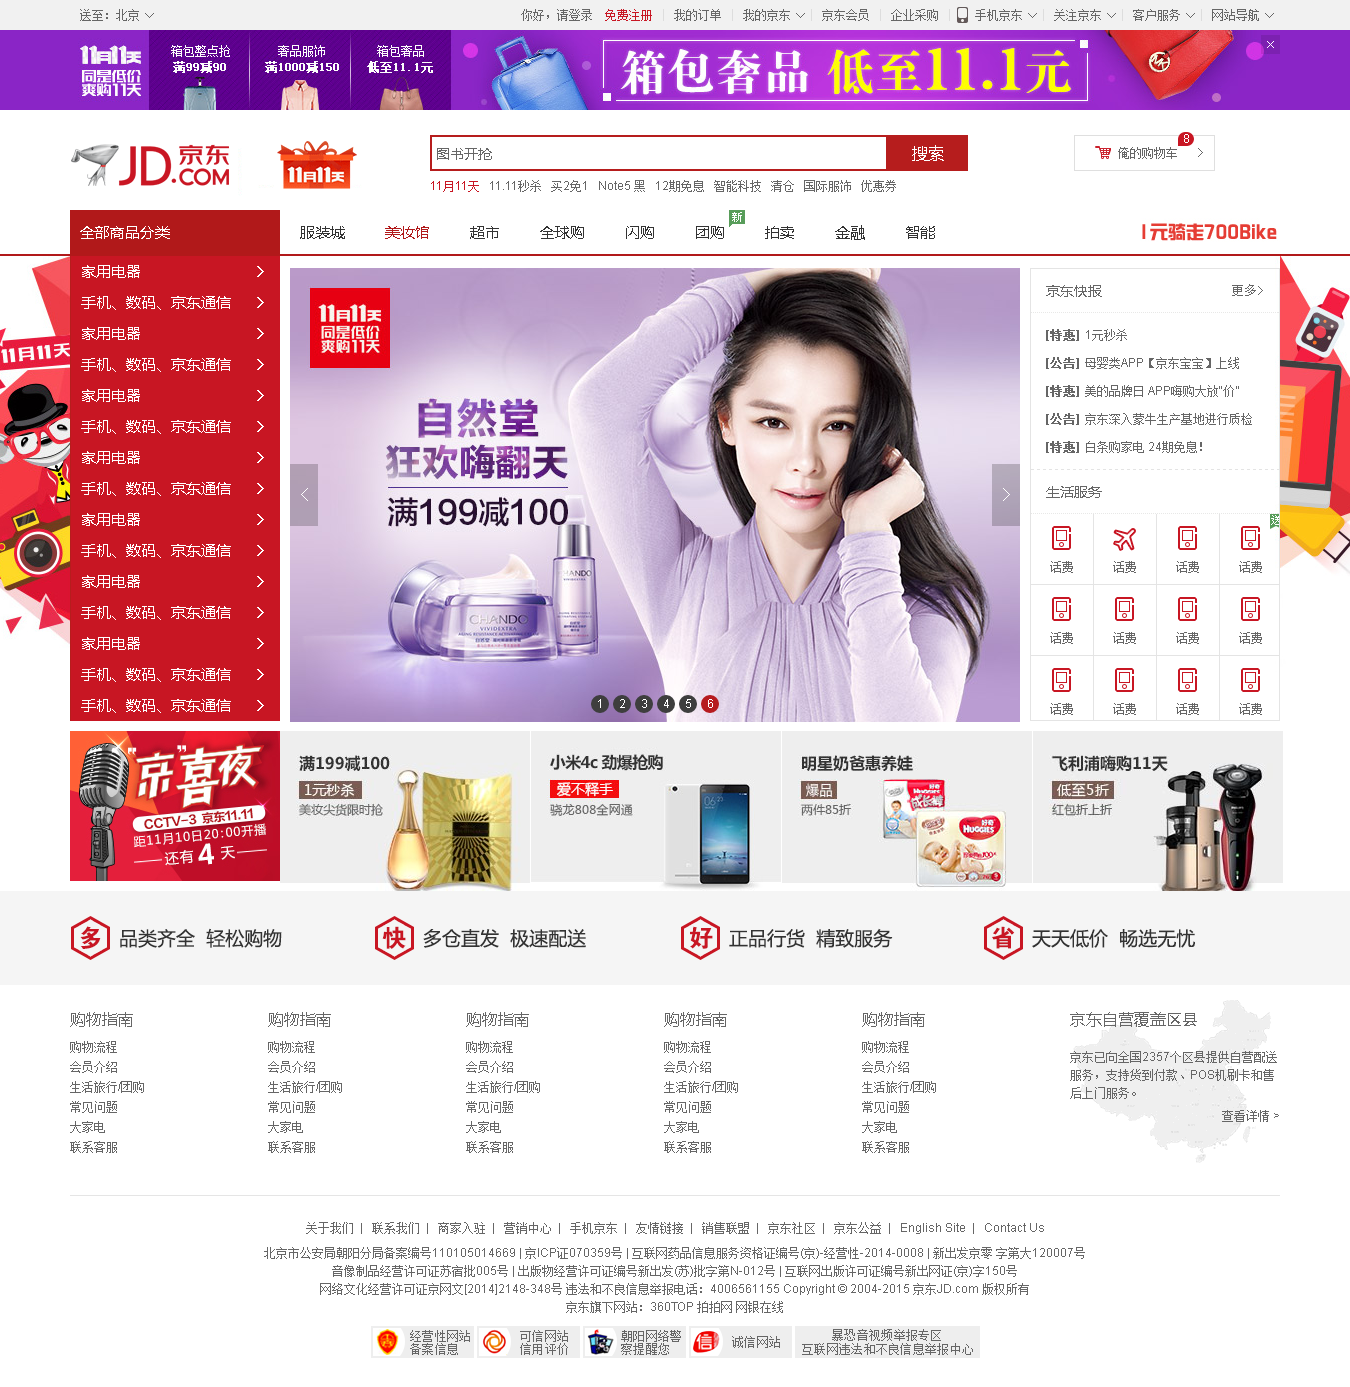 送至：北京
你好，请登录 免费注册 我的订单 我的京东 京东会员 企业采购 手机京东 关注京东 客户服务 网站导航
11月11天
同是低价
爽购11天
箱包整点抢
满99减90
奢品服饰
满1000减150
箱包奢品
低至11.1元
箱包奢品 低至11.1元
JD.京东
.COM
11月11天
图书开抢
搜索
8
俺的购物车
11月11天 11.11秒杀 买2免1 Note5 黑 12期免息 智能科技 清仓 国际服饰 优惠券
全部商品分类
服装城 美妆馆 超市 全球购 闪购 团购 新 拍卖 金融 智能
1元骑走700Bike
家用电器
手机、数码、京东通信
家用电器
手机、数码、京东通信
家用电器
手机、数码、京东通信
家用电器
手机、数码、京东通信
家用电器
手机、数码、京东通信
家用电器
手机、数码、京东通信
家用电器
手机、数码、京东通信
手机、数码、京东通信
11月11天
11月11天
同是低价
爽购11天
自然堂
狂欢嗨翻天
满199减100
CHANDO
VIVIDEXTRA
1 2 3 4 5 6
京东快报 更多
[特惠] 1元秒杀
[公告] 母婴类APP【京东宝宝】上线
[特惠] 美的品牌日 APP嗨购大放"价"
[公告] 京东深入蒙牛生产基地进行质检
[特惠] 白条购家电 24期免息！
生活服务
话费 话费 话费 话费
话费 话费 话费 话费
话费 话费 话费 话费
"京"喜夜
CCTV-3 京东11.11
距11月10日20:00开播
还有 4 天
满199减100
1元秒杀
美妆尖货限时抢
小米4c 劲爆抢购
爱不释手
骁龙808全网通
明星奶爸惠养娃
爆品
两件85折
成长裤
好奇
HUGGIES
飞利浦嗨购11天
低至5折
红包折上折
多 品类齐全 轻松购物
快 多仓直发 极速配送
好 正品行货 精致服务
省 天天低价 畅选无忧
购物指南 购物指南 购物指南 购物指南 购物指南 京东自营覆盖区县
购物流程 购物流程 购物流程 购物流程 购物流程
会员介绍 会员介绍 会员介绍 会员介绍 会员介绍
生活旅行/团购 生活旅行/团购 生活旅行/团购 生活旅行/团购 生活旅行/团购
常见问题 常见问题 常见问题 常见问题 常见问题
大家电 大家电 大家电 大家电 大家电
联系客服 联系客服 联系客服 联系客服 联系客服
京东已向全国2357个区县提供自营配送
服务，支持货到付款、POS机刷卡和售
后上门服务。
查看详情 >
关于我们 | 联系我们 | 商家入驻 | 营销中心 | 手机京东 | 友情链接 | 销售联盟 | 京东社区 | 京东公益 | English Site | Contact Us
北京市公安局朝阳分局备案编号110105014669 | 京ICP证070359号 | 互联网药品信息服务资格证编号(京)-经营性-2014-0008 | 新出发京零 字第大120007号
音像制品经营许可证苏宿批005号 | 出版物经营许可证编号新出发(苏)批字第N-012号 | 互联网出版许可证编号新出网证(京)字150号
网络文化经营许可证京网文[2014]2148-348号 违法和不良信息举报电话：4006561155 Copyright © 2004-2015 京东JD.com 版权所有
京东旗下网站：360TOP 拍拍网 网银在线
经营性网站
备案信息
可信网站
信用评价
朝阳网络警
察提醒您
信 诚信网站
暴恐音视频举报专区
互联网违法和不良信息举报中心